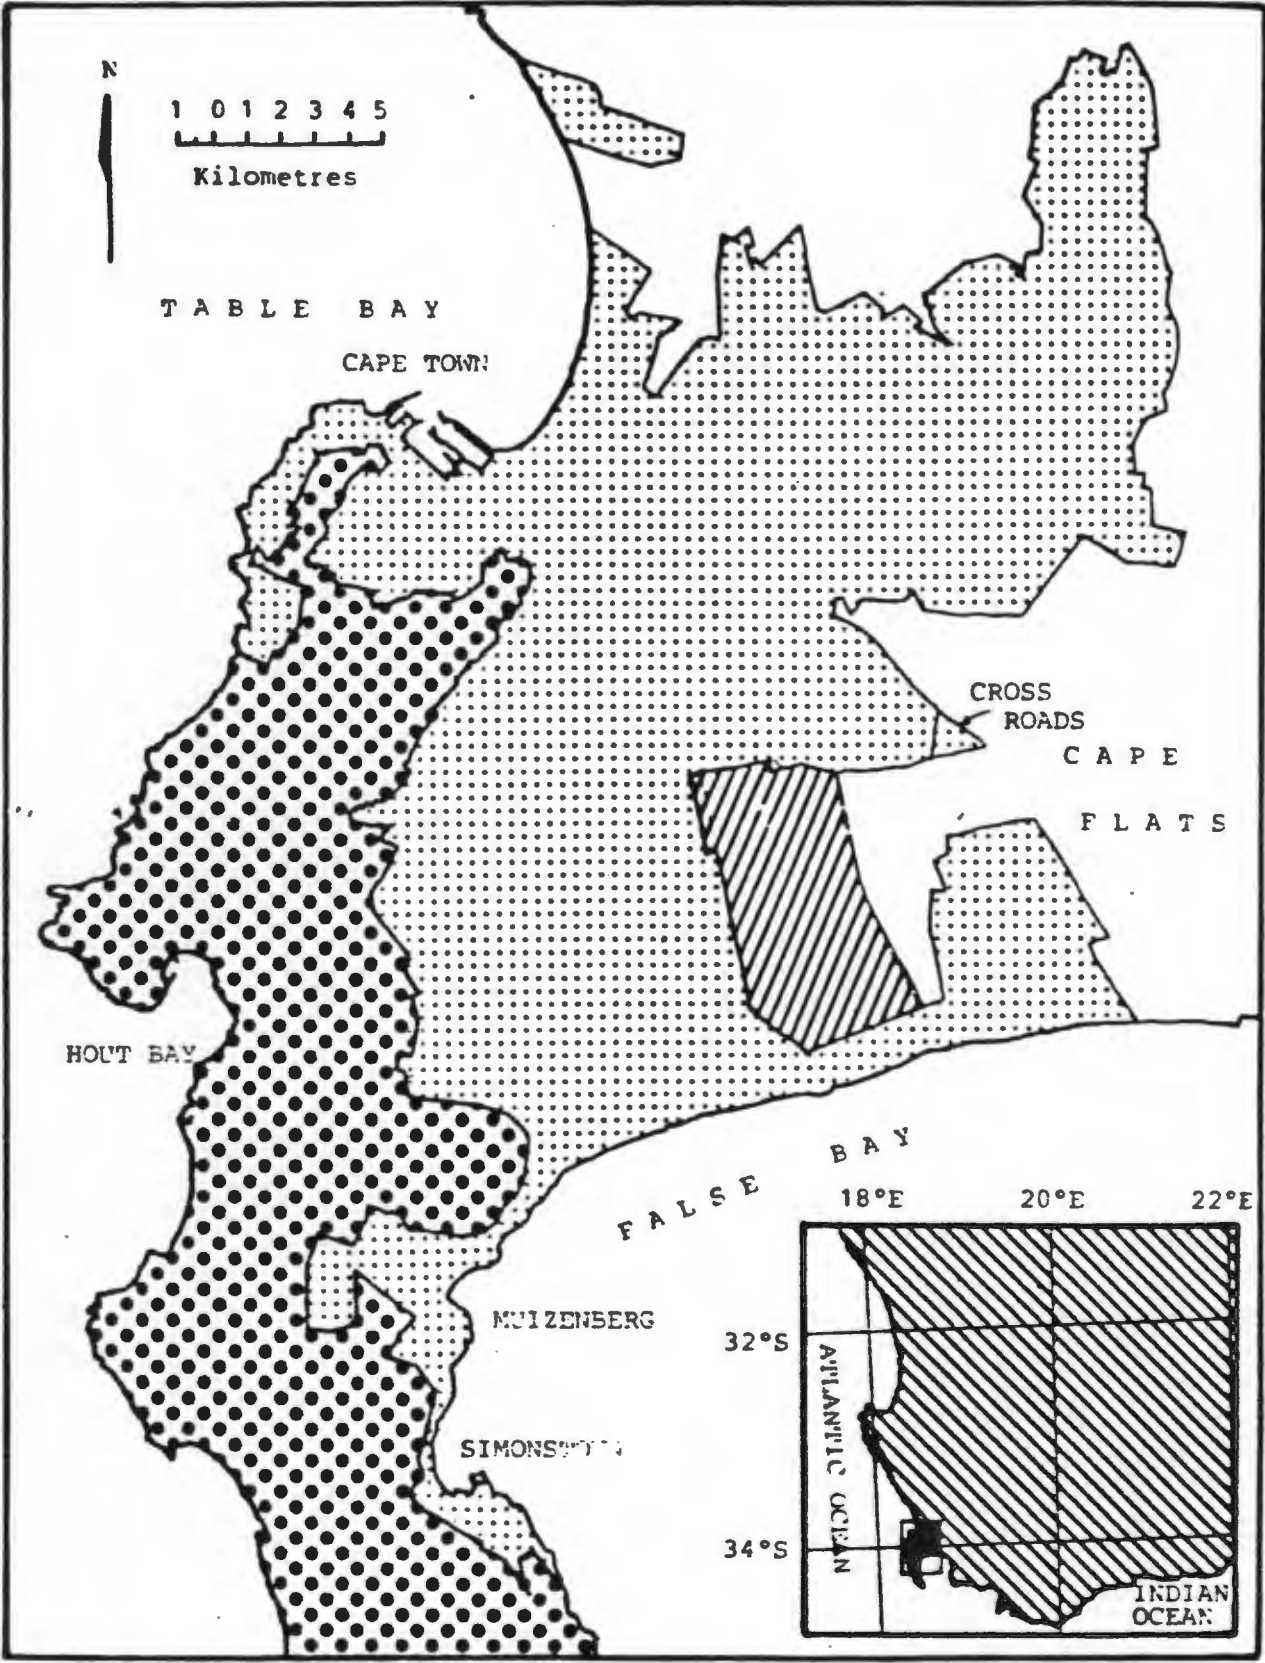 N
1 0 1 2 3 4 5
Kilometres
TABLE BAY
CAPE TOWN
CROSS
ROADS
CAPE
FLATS
HOUT BAY
FALSE BAY
18°E 20°E 22°E
MUIZENBERG
32°S
ATLANTIC OCEAN
34°S
INDIAN
OCEAN